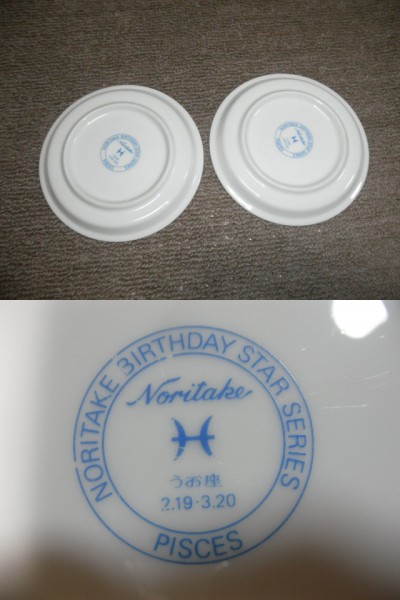 NORITAKE BIRTHDAY STAR SERIES
Noritake
うお座
2.19-3.20
PISCES